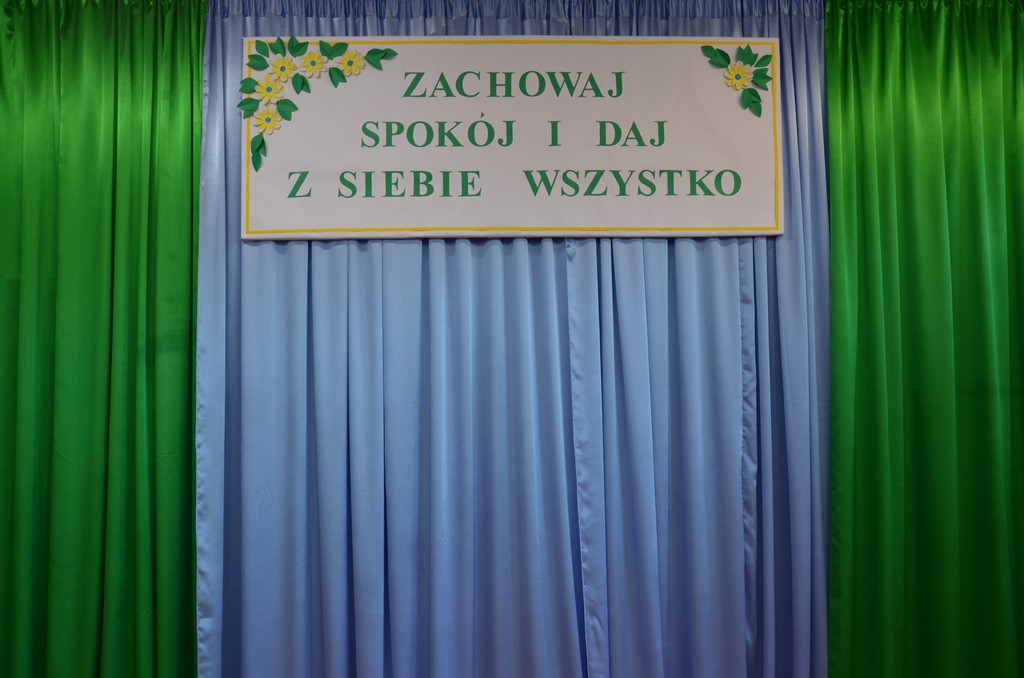 ZACHOWAJ
SPOKÓJ I DAJ
Z SIEBIE WSZYSTKO